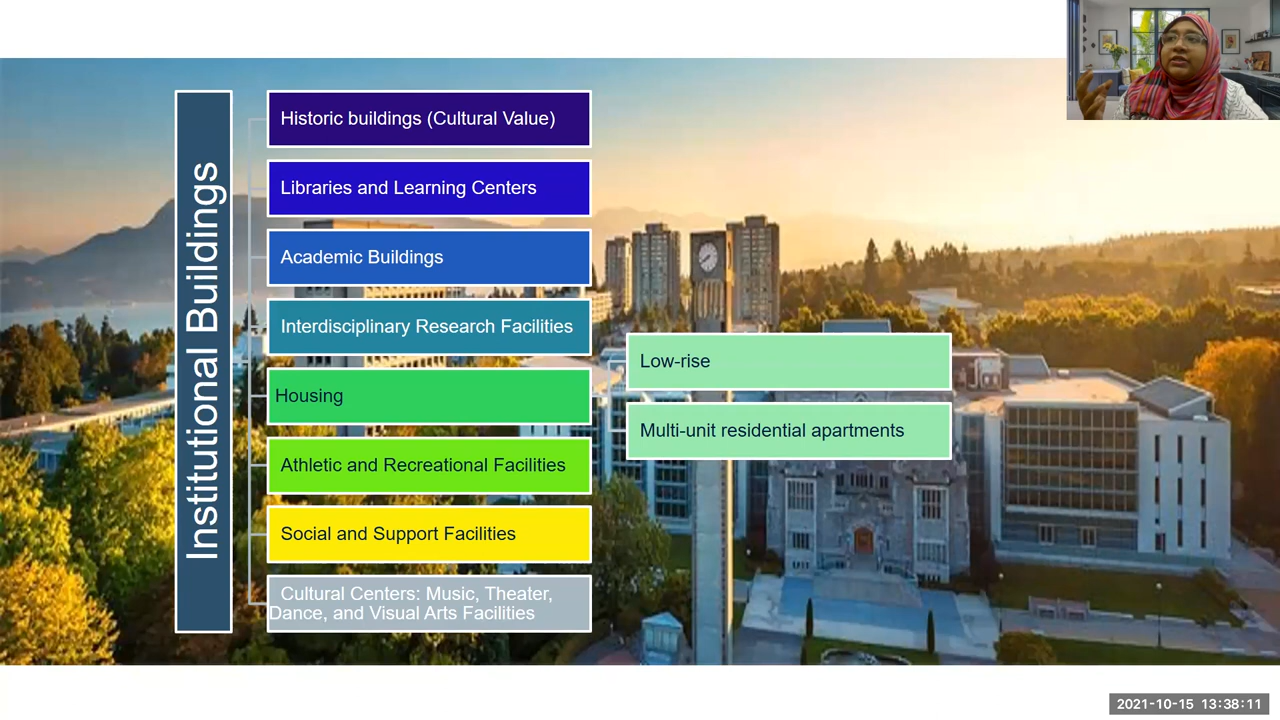 Institutional Buildings
Historic buildings (Cultural Value)
Libraries and Learning Centers
Academic Buildings
Interdisciplinary Research Facilities
Housing
Low-rise
Multi-unit residential apartments
Athletic and Recreational Facilities
Social and Support Facilities
Cultural Centers: Music, Theater,
Dance, and Visual Arts Facilities
2021-10-15 13:38:11